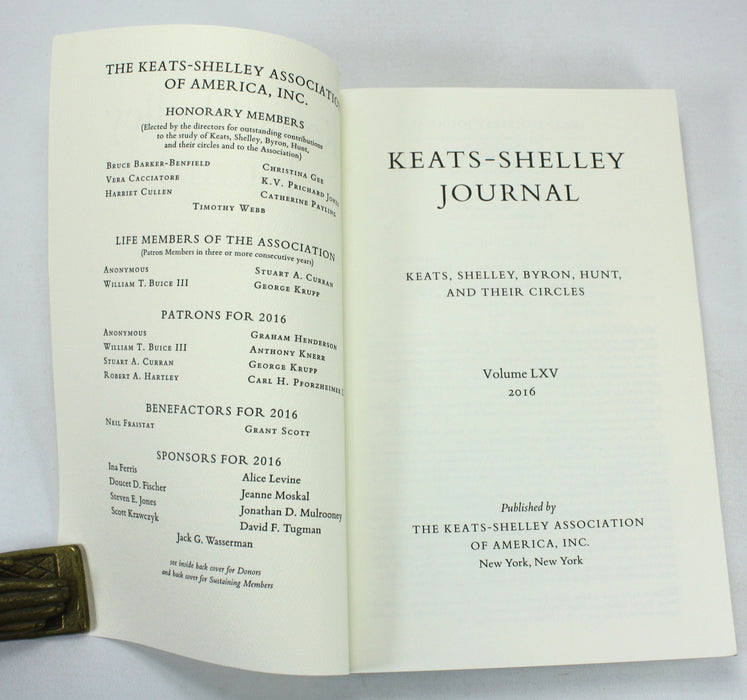 THE KEATS-SHELLEY ASSOCIATION
OF AMERICA, INC.
HONORARY MEMBERS
(Elected by the directors for outstanding contributions
to the study of Keats, Shelley, Byron, Hunt,
and their circles and to the Association)
BRUCE BARKER-BENFIELD CHRISTINA GEE
VERA CACCIATORE K.V. PRICHARD JONES
HARRIET CULLEN CATHERINE PAYLING
TIMOTHY WEBB
LIFE MEMBERS OF THE ASSOCIATION
(Patron Members in three or more consecutive years)
ANONYMOUS STUART A. CURRAN
WILLIAM T. BUICE III GEORGE KRUPP
PATRONS FOR 2016
ANONYMOUS GRAHAM HENDERSON
WILLIAM T. BUICE III ANTHONY KNERR
STUART A. CURRAN GEORGE KRUPP
ROBERT A. HARTLEY CARL H. PFORZHEIMER
BENEFACTORS FOR 2016
NEIL FRAISTAT GRANT SCOTT
SPONSORS FOR 2016
Ina Ferris Alice Levine
Doucet D. Fischer Jeanne Moskal
Steven E. Jones Jonathan D. Mulrooney
Scott Krawczyk David F. Tugman
Jack G. Wasserman
see inside back cover for Donors
and back cover for Sustaining Members
KEATS-SHELLEY
JOURNAL
KEATS, SHELLEY, BYRON, HUNT,
AND THEIR CIRCLES
Volume LXV
2016
Published by
THE KEATS-SHELLEY ASSOCIATION
OF AMERICA, INC.
New York, New York